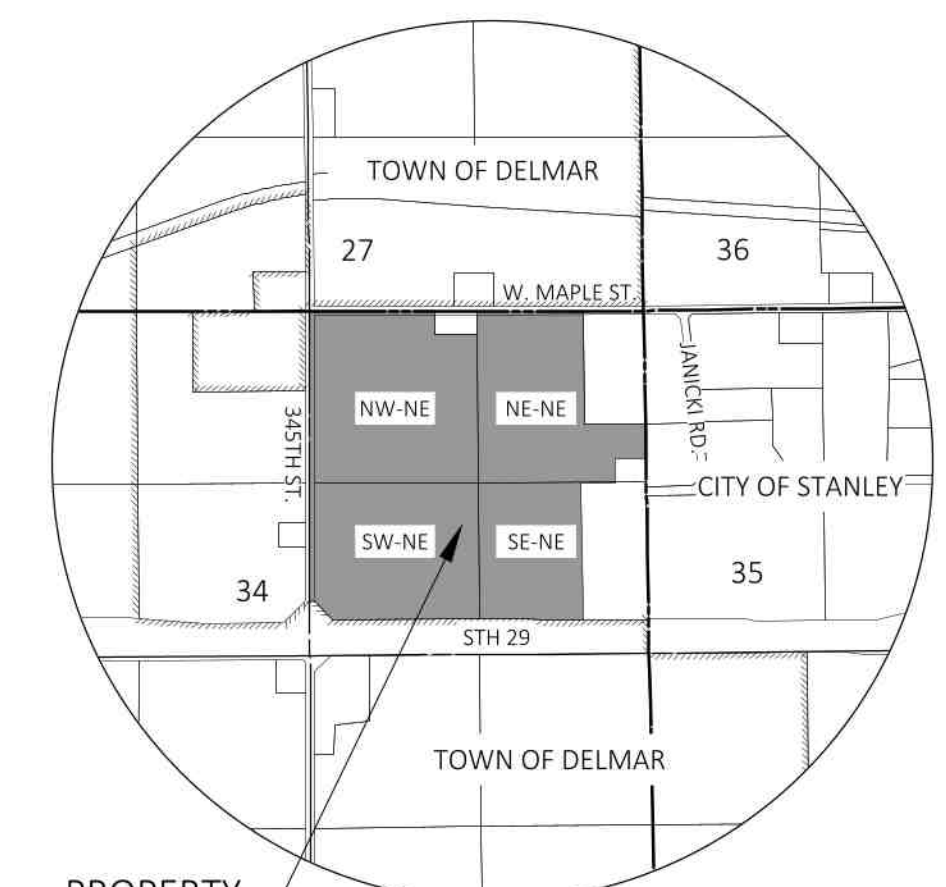 TOWN OF DELMAR
27
36
W. MAPLE ST.
JANICKI RD.
NW-NE
NE-NE
345TH ST.
CITY OF STANLEY
SW-NE
SE-NE
34
35
STH 29
TOWN OF DELMAR
PROPERTY